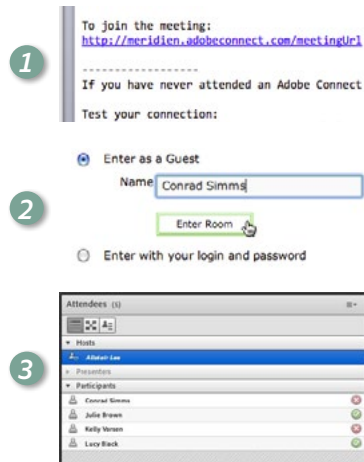 1
To join the meeting:
http://meridien.adobeconnect.com/meetingUrl
-----------------
If you have never attended an Adobe Connect
Test your connection:
2
Enter as a Guest
Name Conrad Simms
Enter Room
Enter with your login and password
3
Attendees (5)
Hosts
Alistair Lee
Presenters
Participants
Conrad Simms
Julie Brown
Kelly Verson
Lucy Black